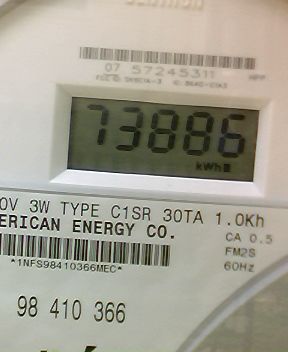 07 57245311
HPP
73886
kWh
0V 3W TYPE C1SR 30TA 1.0Kh
ERICAN ENERGY CO.
CA 0.5
FM2S
60Hz
*1NFS98410366MEC*
98 410 366